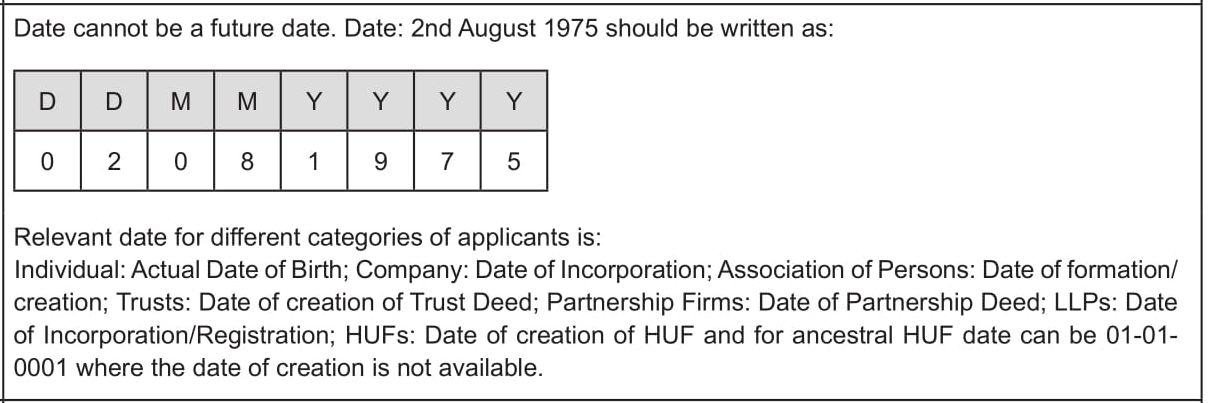 Date cannot be a future date. Date: 2nd August 1975 should be written as:
D D M M Y Y Y Y
0 2 0 8 1 9 7 5
Relevant date for different categories of applicants is:
Individual: Actual Date of Birth; Company: Date of Incorporation; Association of Persons: Date of formation/
creation; Trusts: Date of creation of Trust Deed; Partnership Firms: Date of Partnership Deed; LLPs: Date
of Incorporation/Registration; HUFs: Date of creation of HUF and for ancestral HUF date can be 01-01-
0001 where the date of creation is not available.